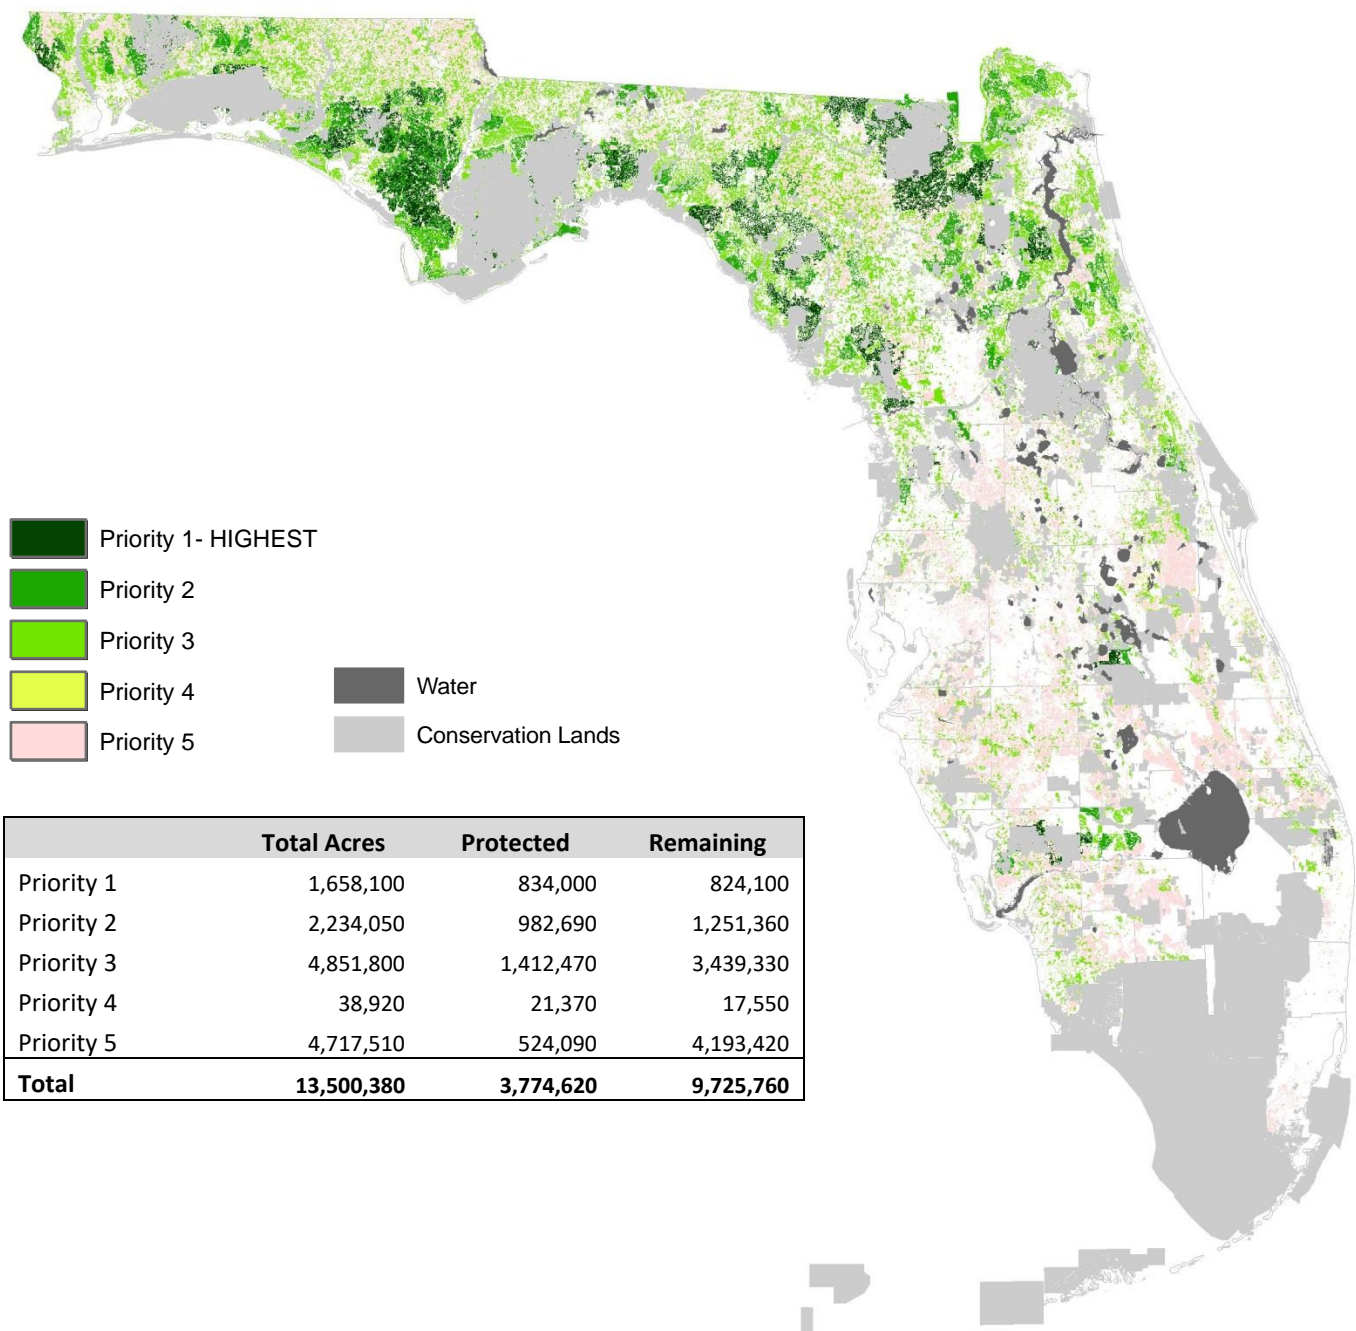 Priority 1- HIGHEST
Priority 2
Priority 3
Priority 4
Priority 5
Water
Conservation Lands
Total Acres Protected Remaining
Priority 1 1,658,100 834,000 824,100
Priority 2 2,234,050 982,690 1,251,360
Priority 3 4,851,800 1,412,470 3,439,330
Priority 4 38,920 21,370 17,550
Priority 5 4,717,510 524,090 4,193,420
Total 13,500,380 3,774,620 9,725,760